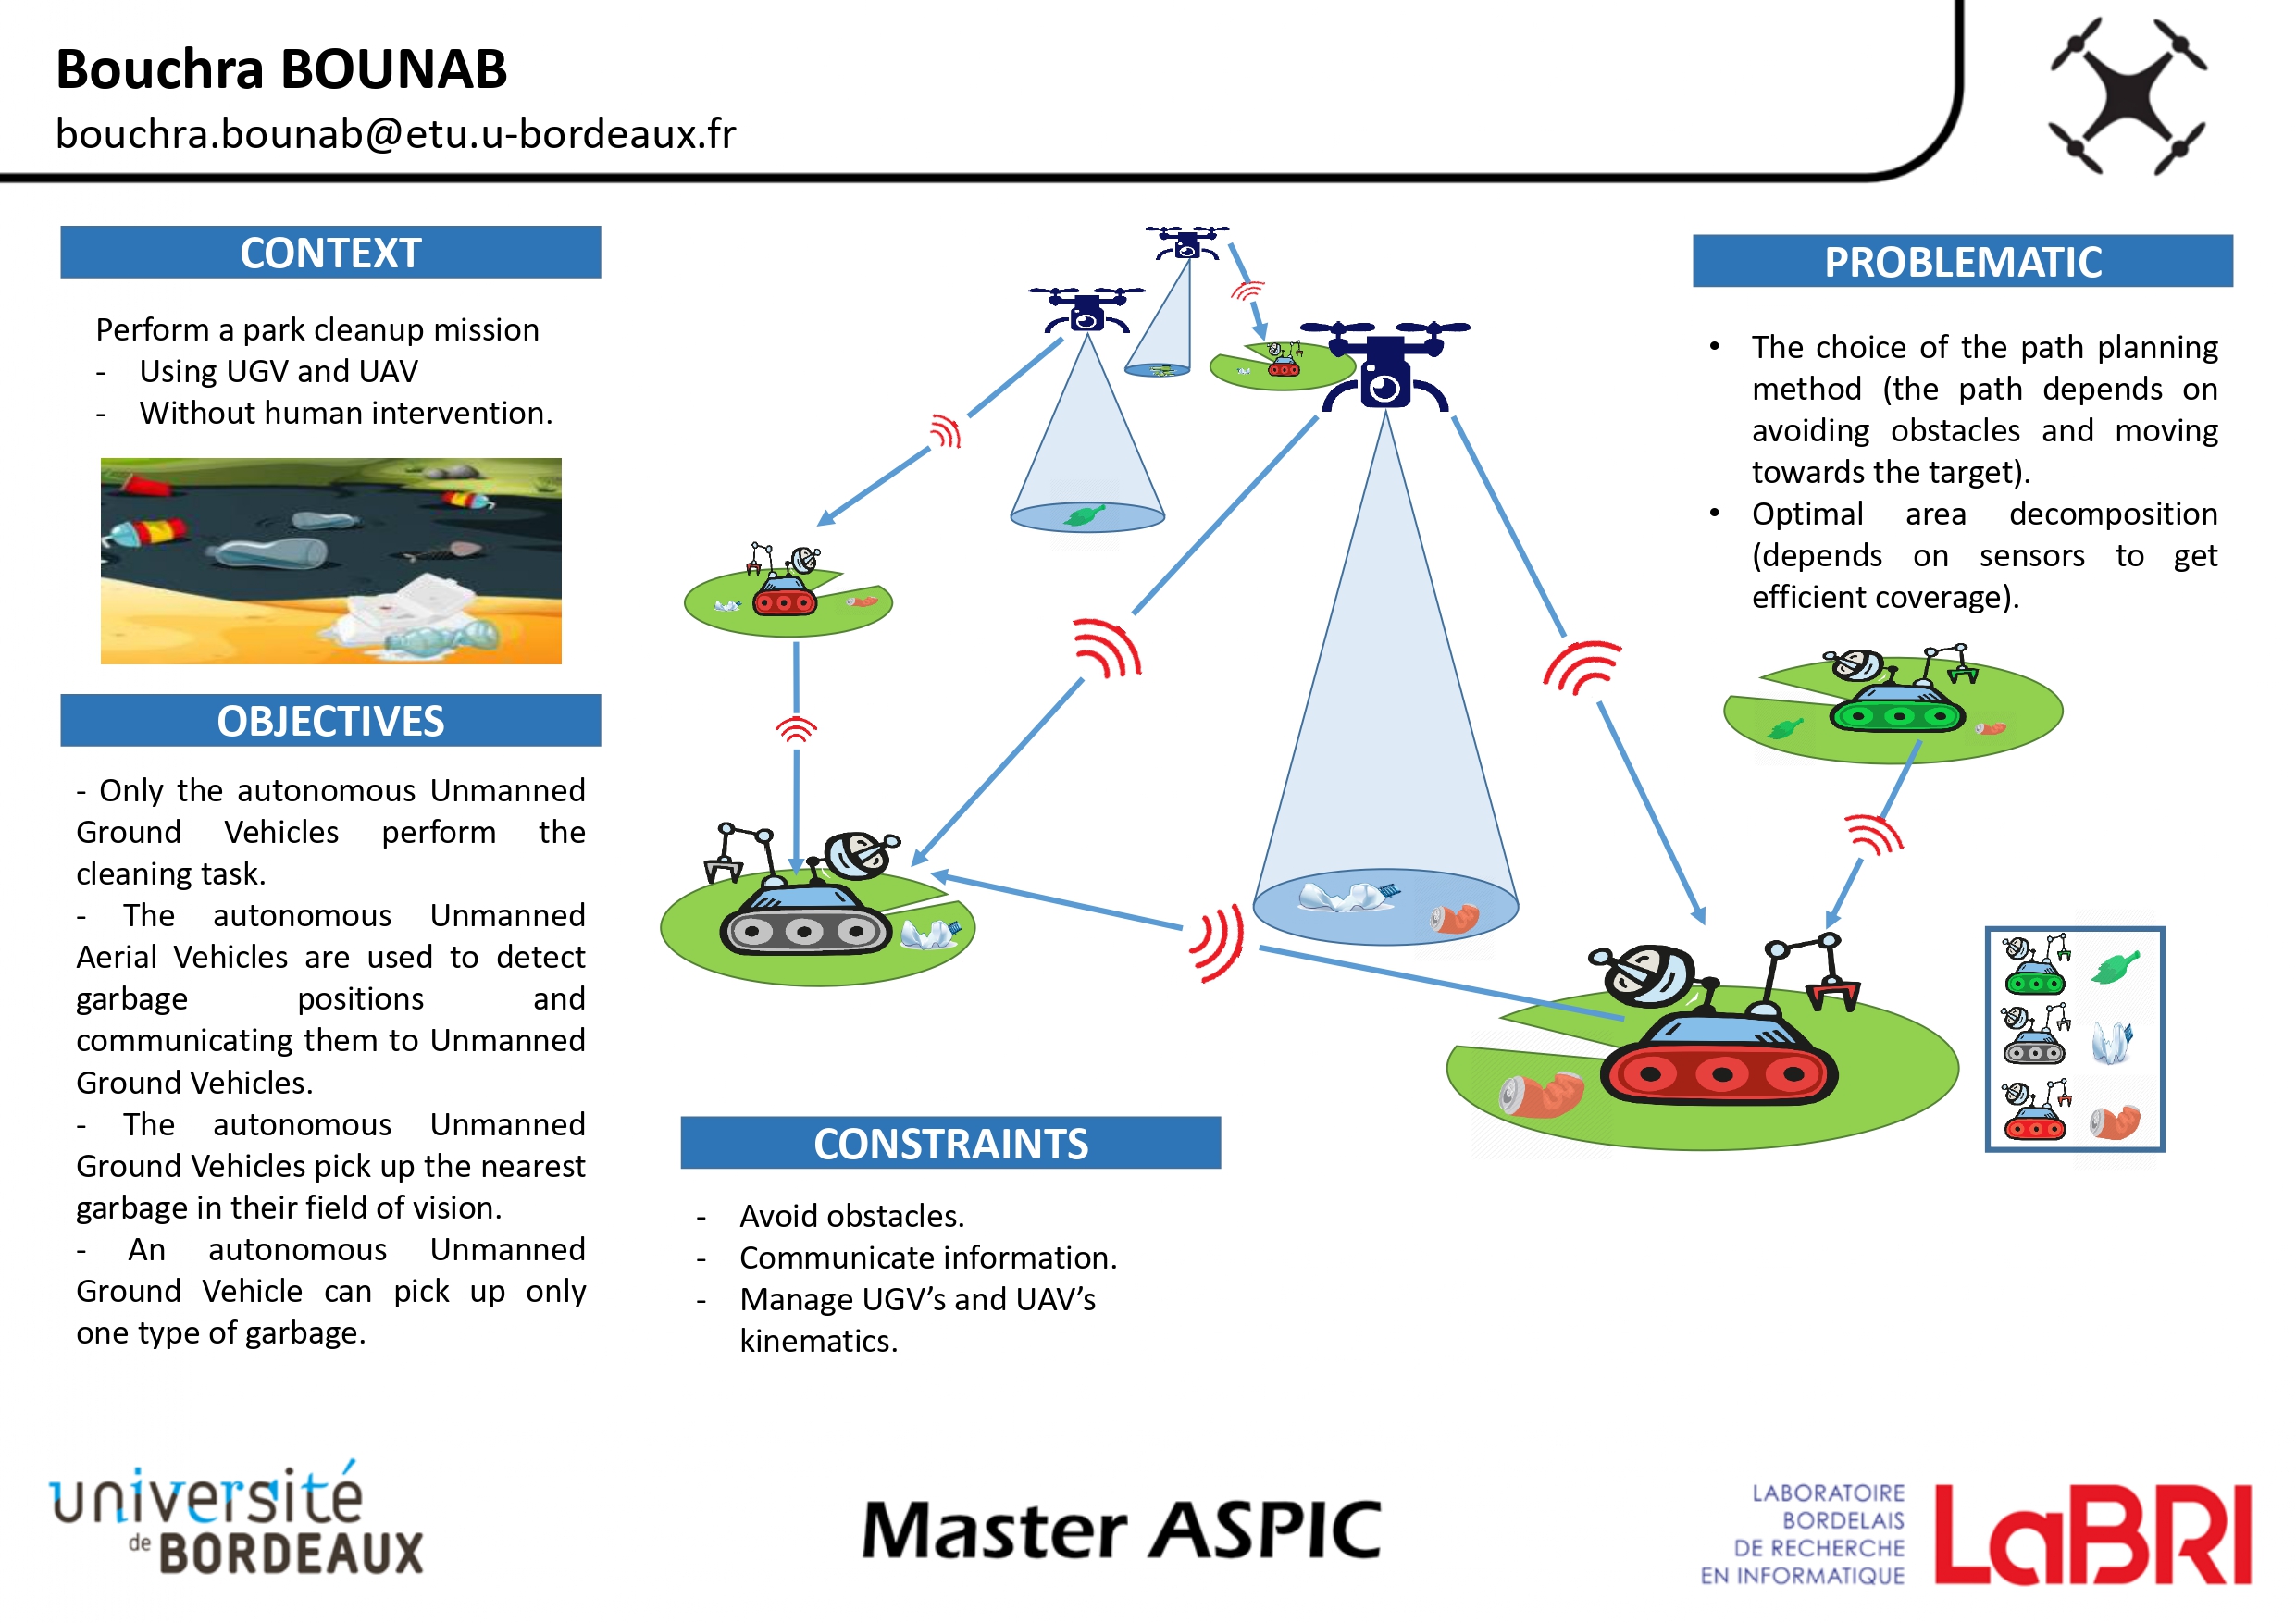 Bouchra BOUNAB
bouchra.bounab@etu.u-bordeaux.fr
CONTEXT
Perform a park cleanup mission
- Using UGV and UAV
- Without human intervention.
OBJECTIVES
- Only the autonomous Unmanned
Ground Vehicles perform the
cleaning task.
- The autonomous Unmanned
Aerial Vehicles are used to detect
garbage positions and
communicating them to Unmanned
Ground Vehicles.
- The autonomous Unmanned
Ground Vehicles pick up the nearest
garbage in their field of vision.
- An autonomous Unmanned
Ground Vehicle can pick up only
one type of garbage.
CONSTRAINTS
- Avoid obstacles.
- Communicate information.
- Manage UGV’s and UAV’s
kinematics.
PROBLEMATIC
• The choice of the path planning
method (the path depends on
avoiding obstacles and moving
towards the target).
• Optimal area decomposition
(depends on sensors to get
efficient coverage).
université
de BORDEAUX
Master ASPIC
LABORATOIRE
BORDELAIS
DE RECHERCHE
EN INFORMATIQUE
LaBRI